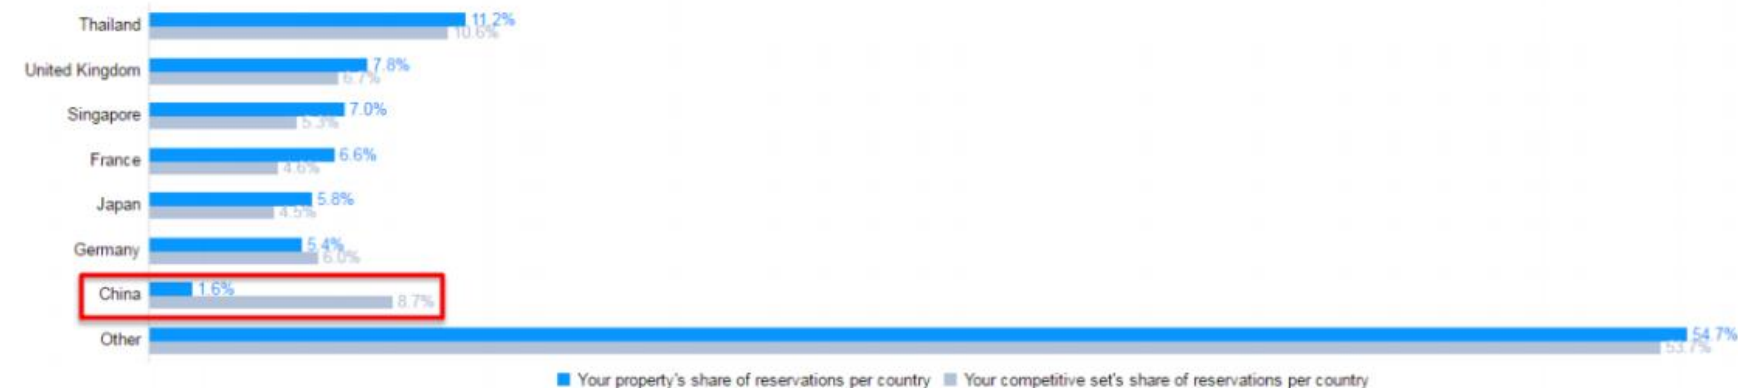 Thailand 11.2%
10.6%
United Kingdom 7.8%
6.7%
Singapore 7.0%
5.3%
France 6.6%
4.6%
Japan 5.8%
4.5%
Germany 5.4%
6.0%
China 1.6%
8.7%
Other 54.7%
53.7%
Your property's share of reservations per country Your competitive set's share of reservations per country